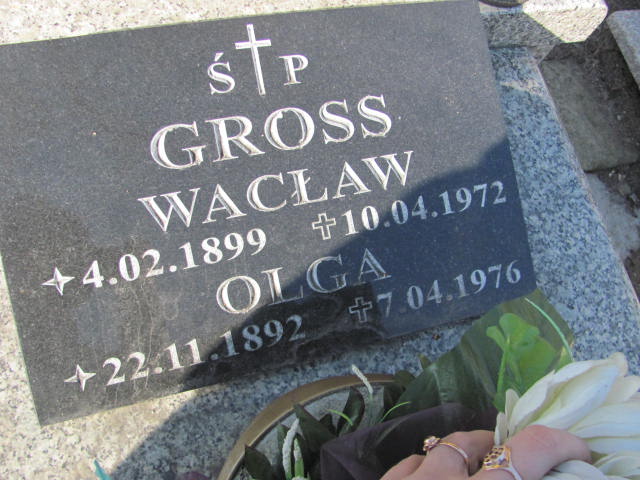 Ś P
GROSS
WACŁAW
4.02.1899 10.04.1972
OLGA
22.11.1892 7.04.1976